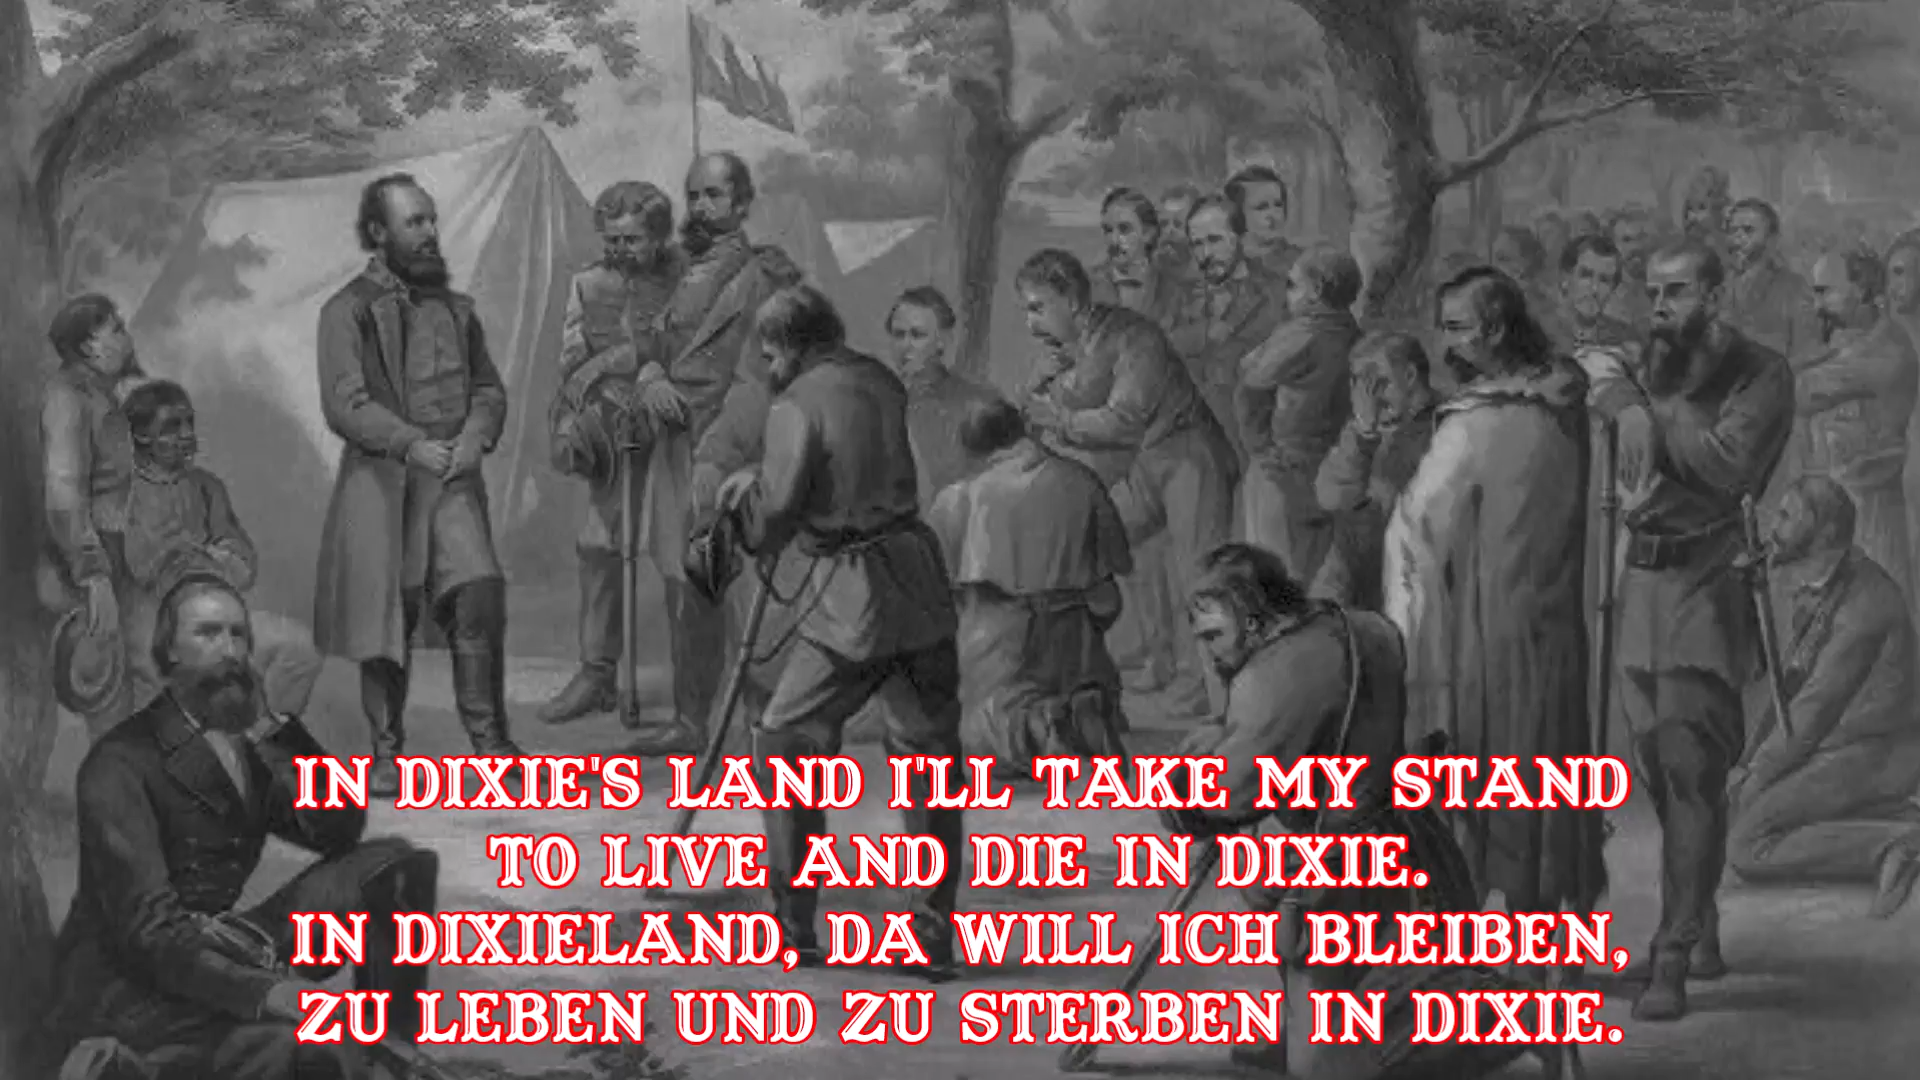 IN DIXIE'S LAND I'LL TAKE MY STAND
TO LIVE AND DIE IN DIXIE.
IN DIXIELAND, DA WILL ICH BLEIBEN,
ZU LEBEN UND ZU STERBEN IN DIXIE.